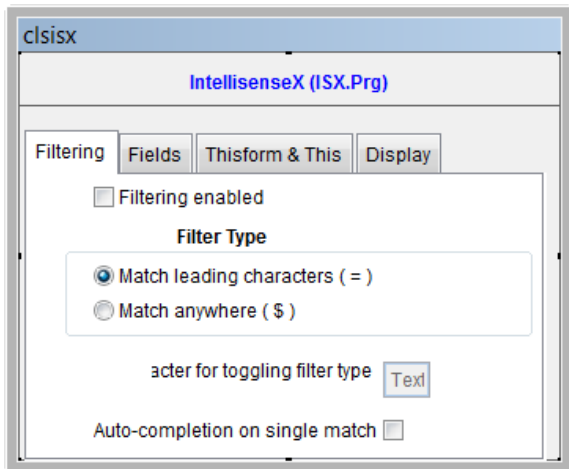 clsisx
IntellisenseX (ISX.Prg)
Filtering Fields Thisform & This Display
Filtering enabled
Filter Type
Match leading characters ( = )
Match anywhere ( $ )
acter for toggling filter type Text
Auto-completion on single match